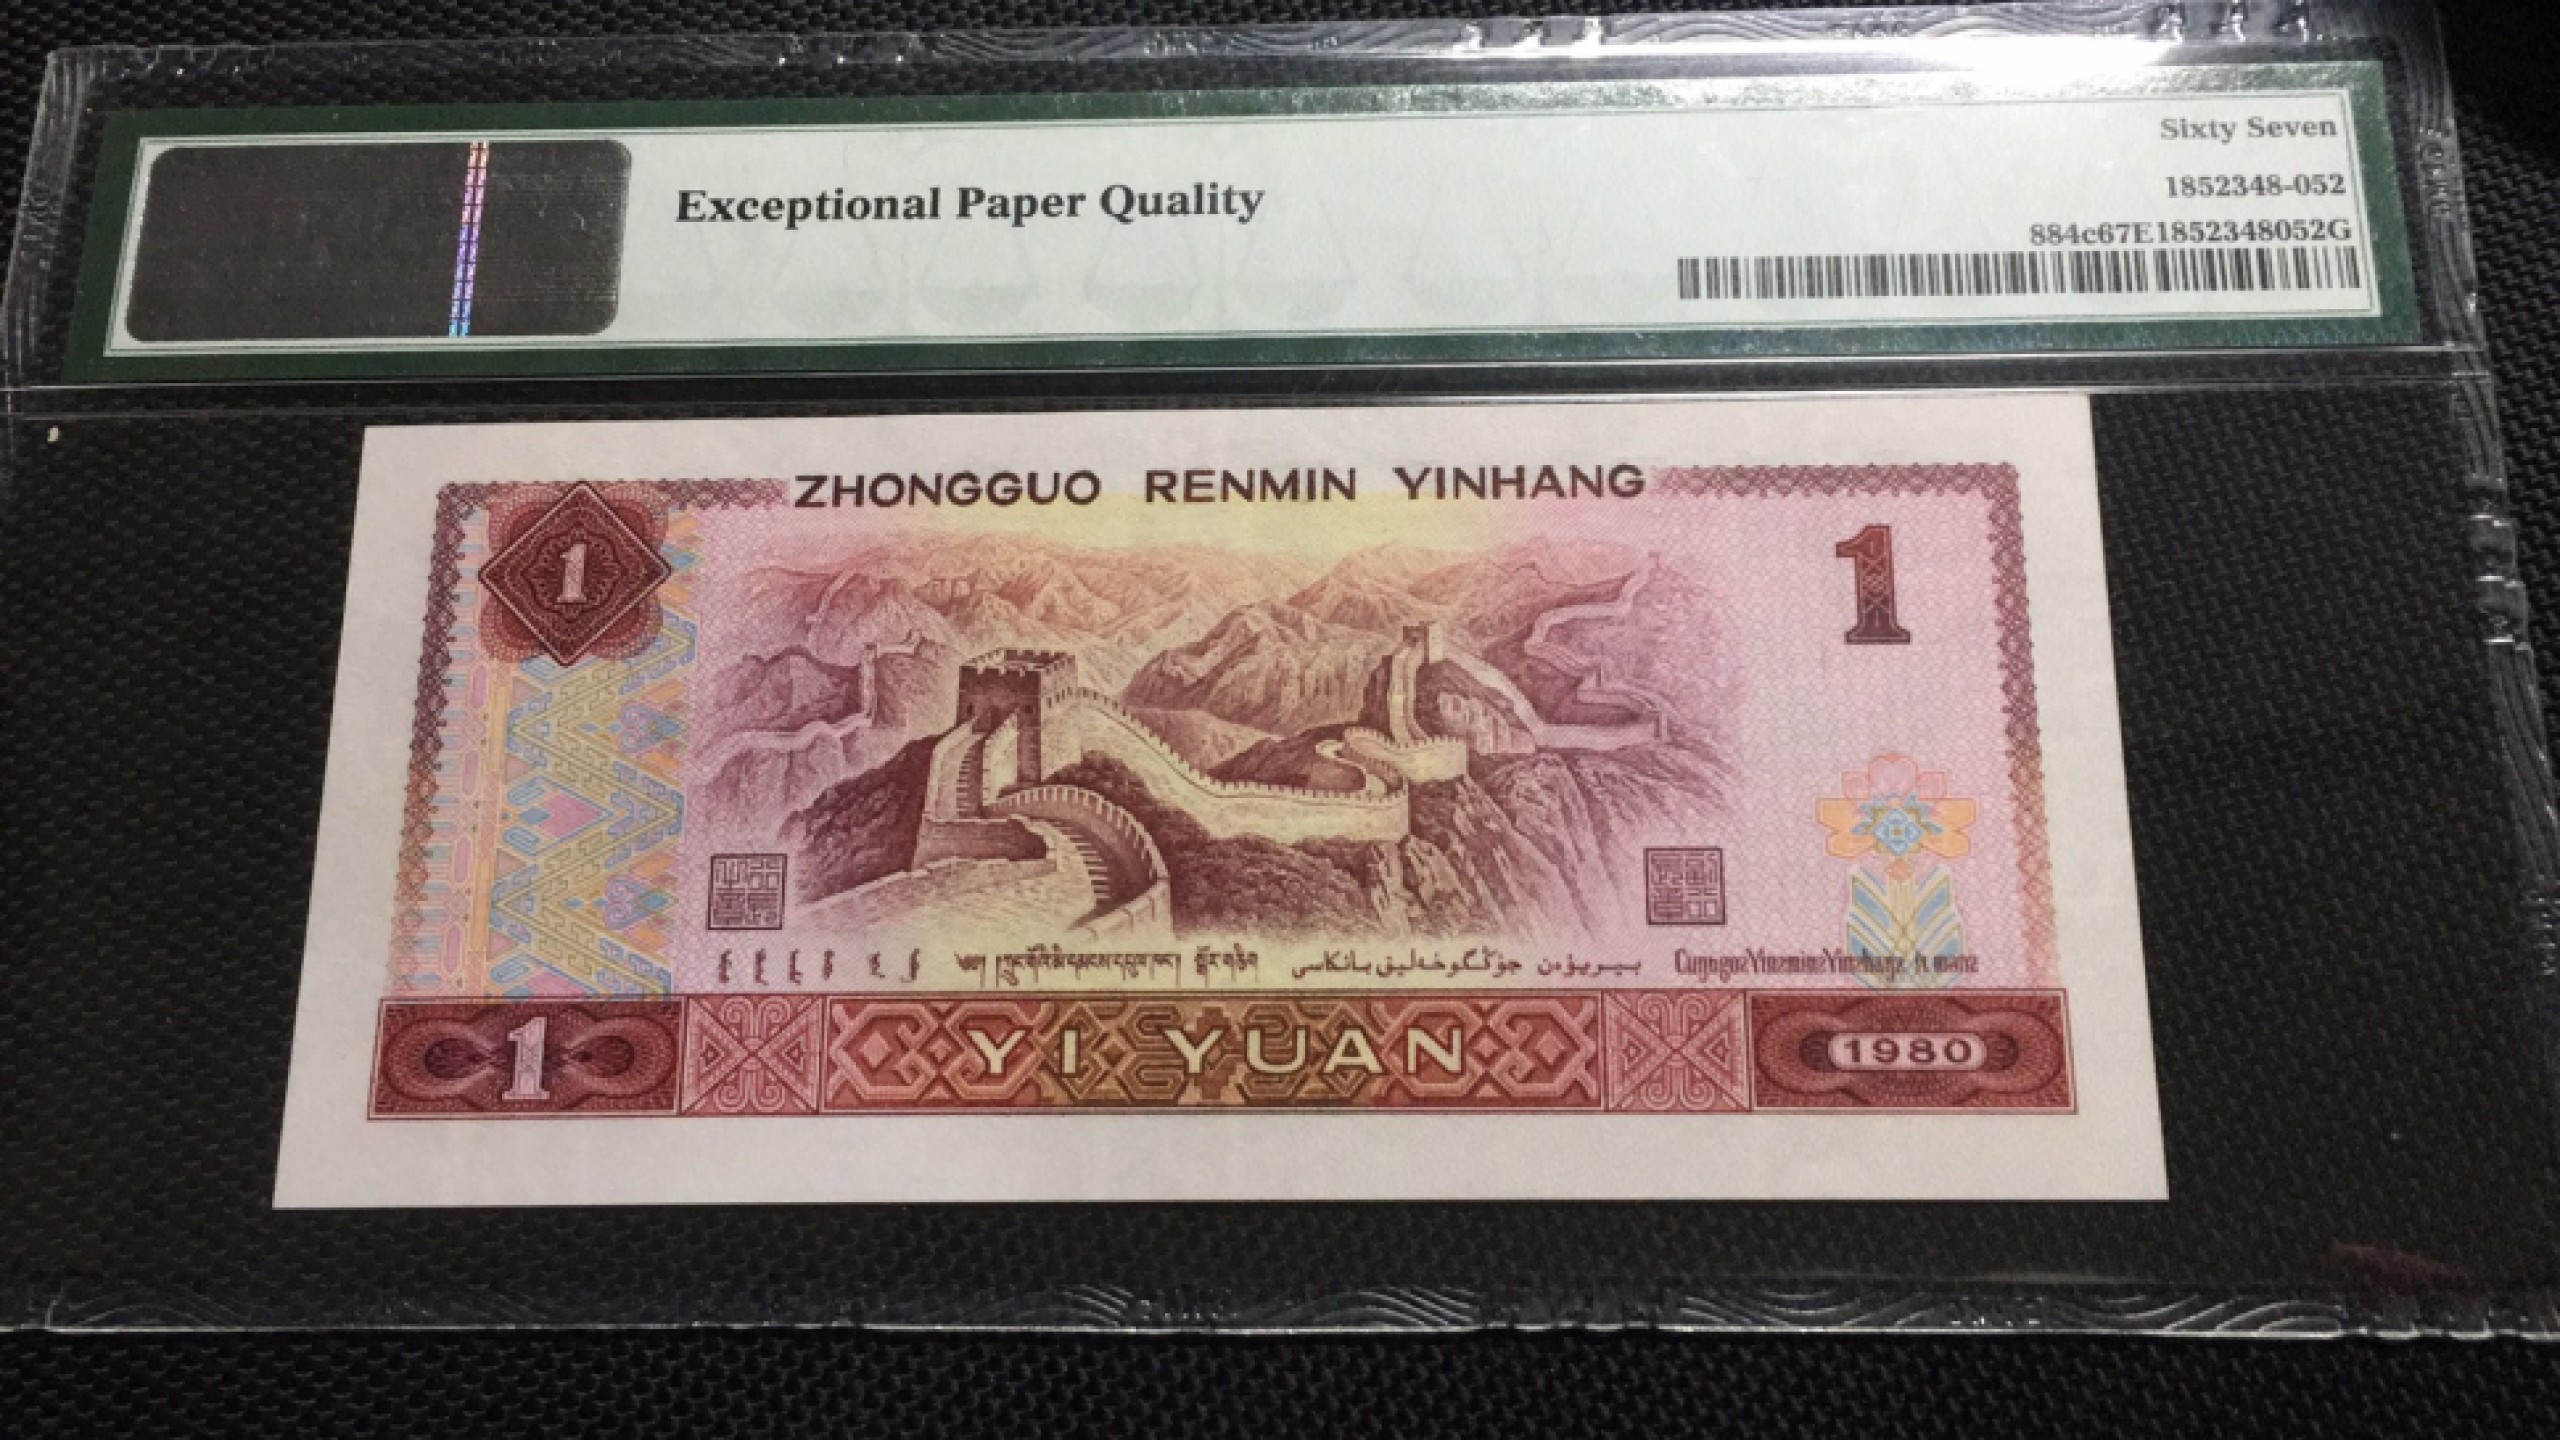 Sixty Seven
Exceptional Paper Quality
1852348-052
884c67E1852348052G
ZHONGGUO RENMIN YINHANG
1
1
1
YI YUAN
1980